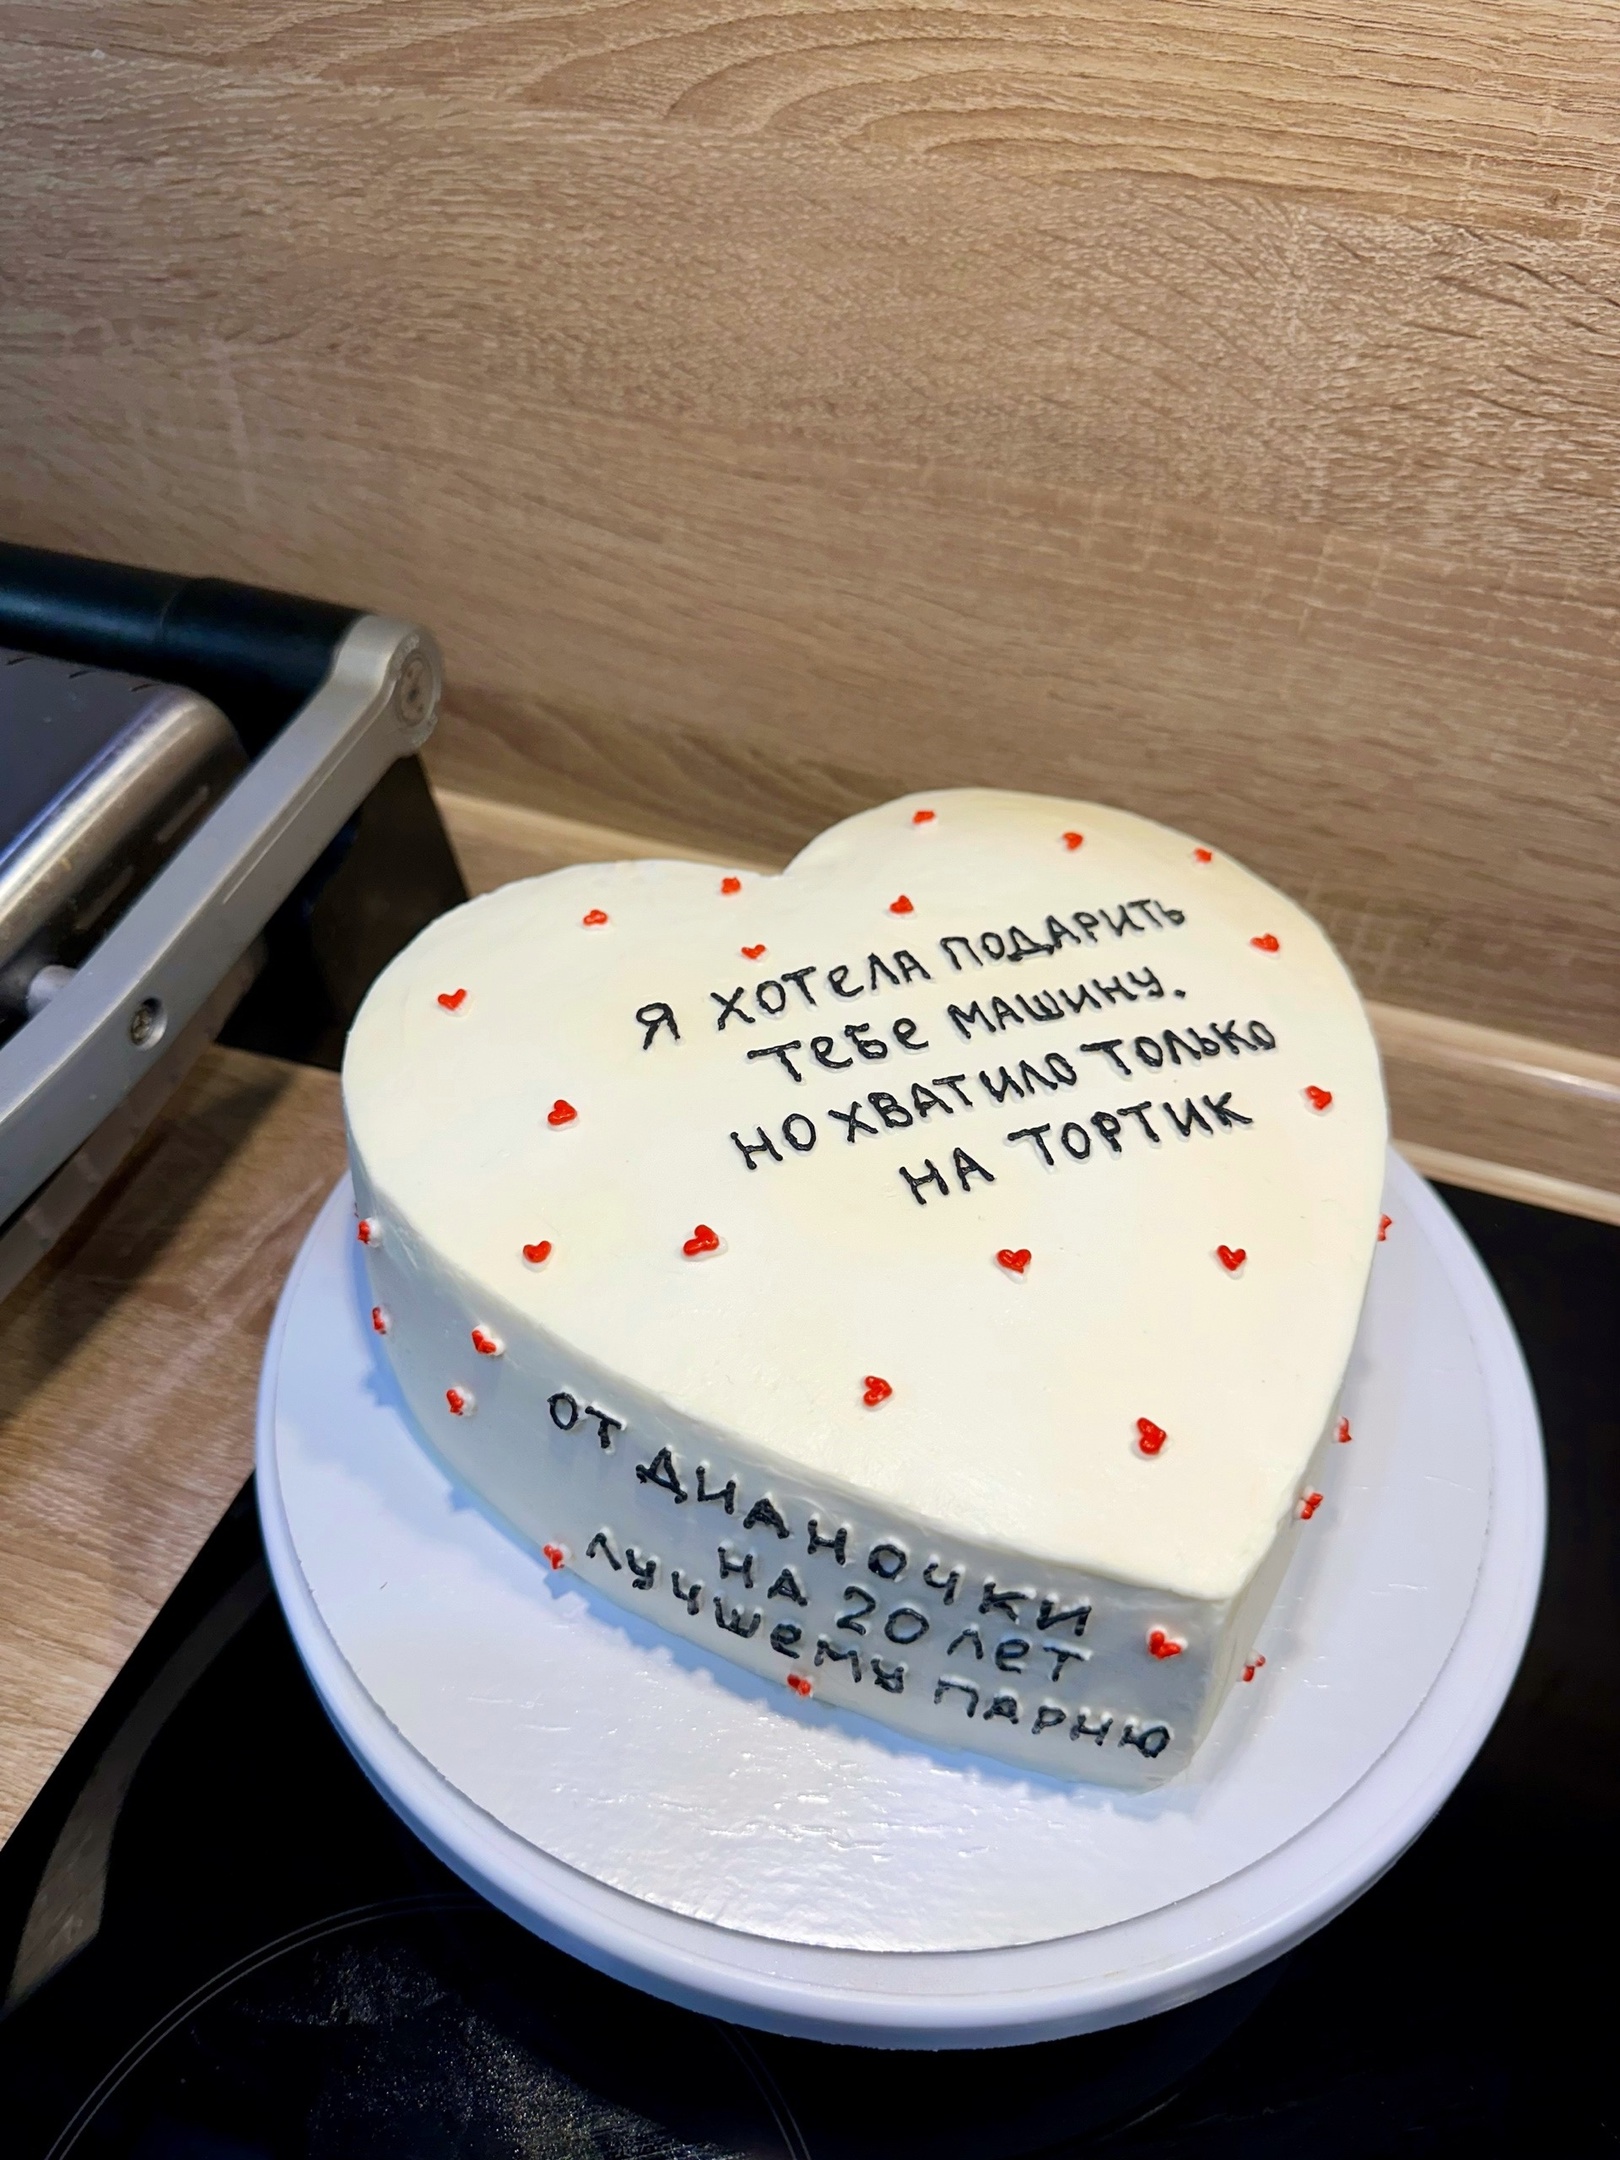 Я ХОТЕЛА ПОДАРИТЬ
ТЕБЕ МАШИНУ.
НО ХВАТИЛО ТОЛЬКО
НА ТОРТИК
ОТ ДИАНОЧКИ
НА 20 ЛЕТ
ЛУЧШЕМУ ПАРНЮ